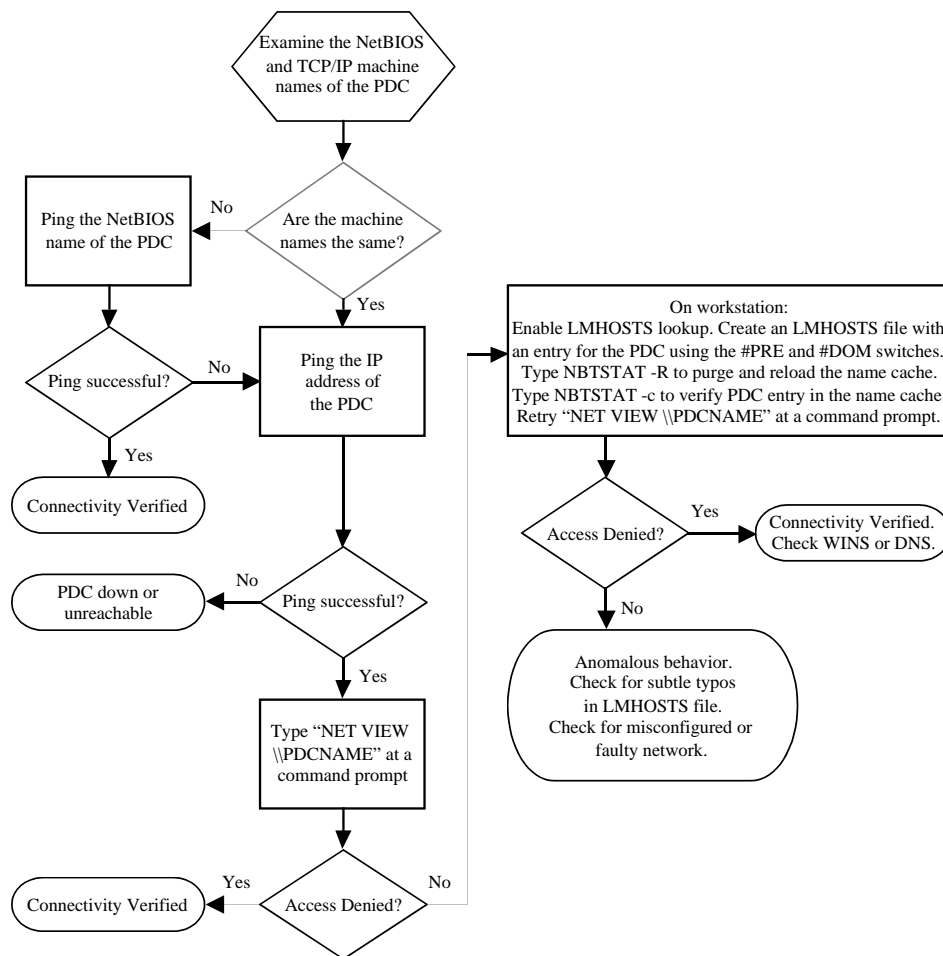 Examine the NetBIOS
and TCP/IP machine
names of the PDC
Are the machine
names the same?
No
Ping the NetBIOS
name of the PDC
Yes
Ping successful?
No
Ping the IP
address of
the PDC
Yes
Connectivity Verified
Ping successful?
No
PDC down or
unreachable
Yes
Type “NET VIEW
\\PDCNAME” at a
command prompt
Access Denied?
Yes
Connectivity Verified
No
On workstation:
Enable LMHOSTS lookup. Create an LMHOSTS file with
an entry for the PDC using the #PRE and #DOM switches.
Type NBTSTAT -R to purge and reload the name cache.
Type NBTSTAT -c to verify PDC entry in the name cache
Retry “NET VIEW \\PDCNAME” at a command prompt.
Access Denied?
Yes
Connectivity Verified.
Check WINS or DNS.
No
Anomalous behavior.
Check for subtle typos
in LMHOSTS file.
Check for misconfigured or
faulty network.